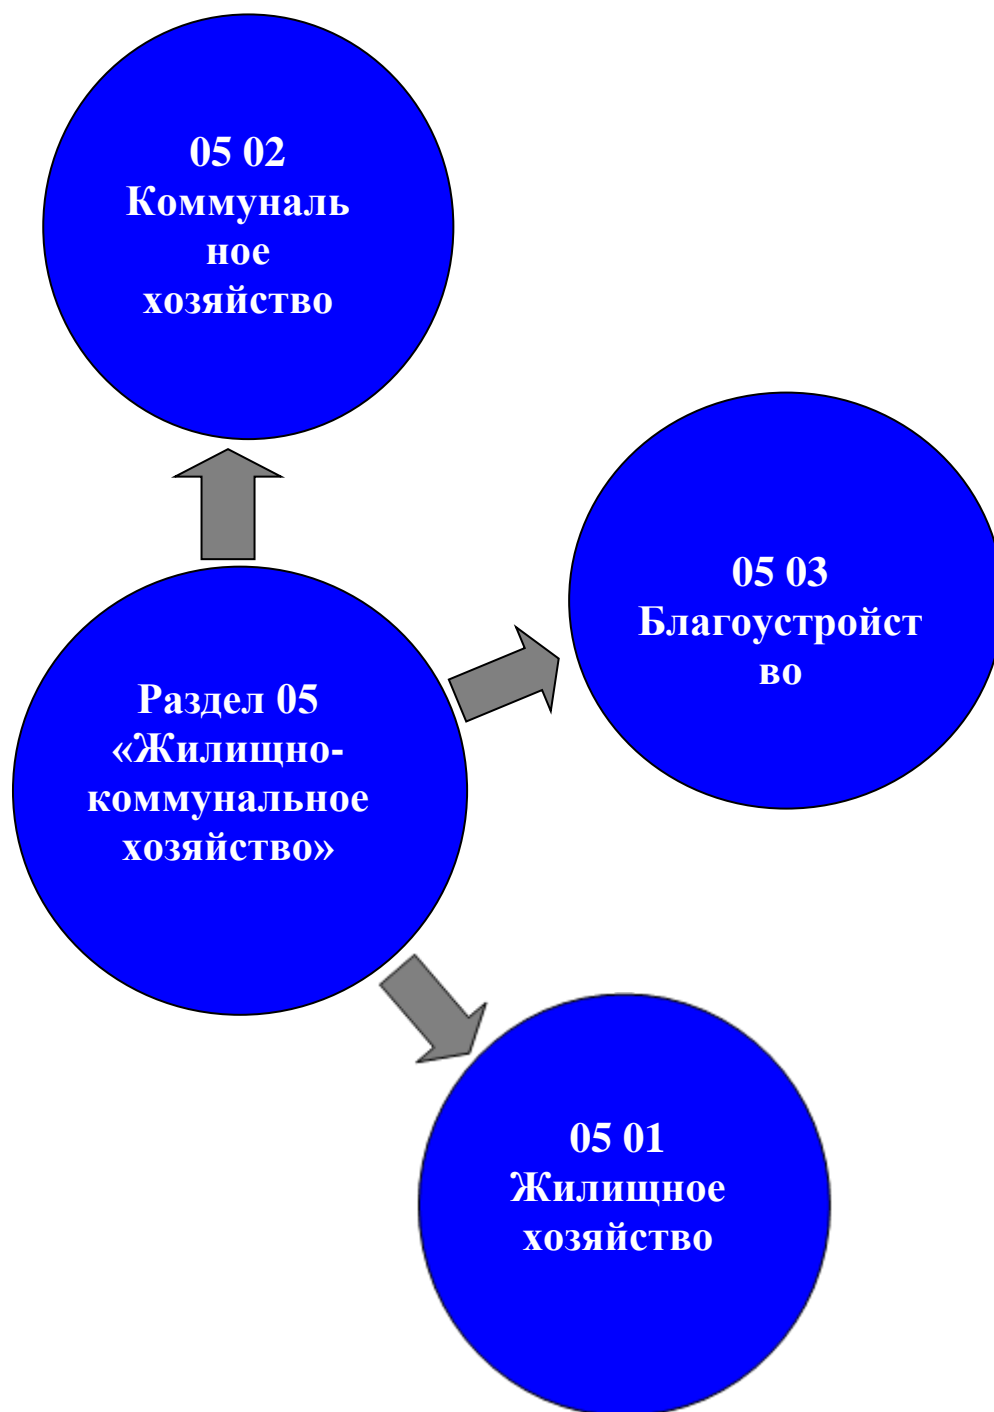 05 02
Коммуналь
ное
хозяйство
05 03
Благоустройст
во
Раздел 05
«Жилищно-
коммунальное
хозяйство»
05 01
Жилищное
хозяйство